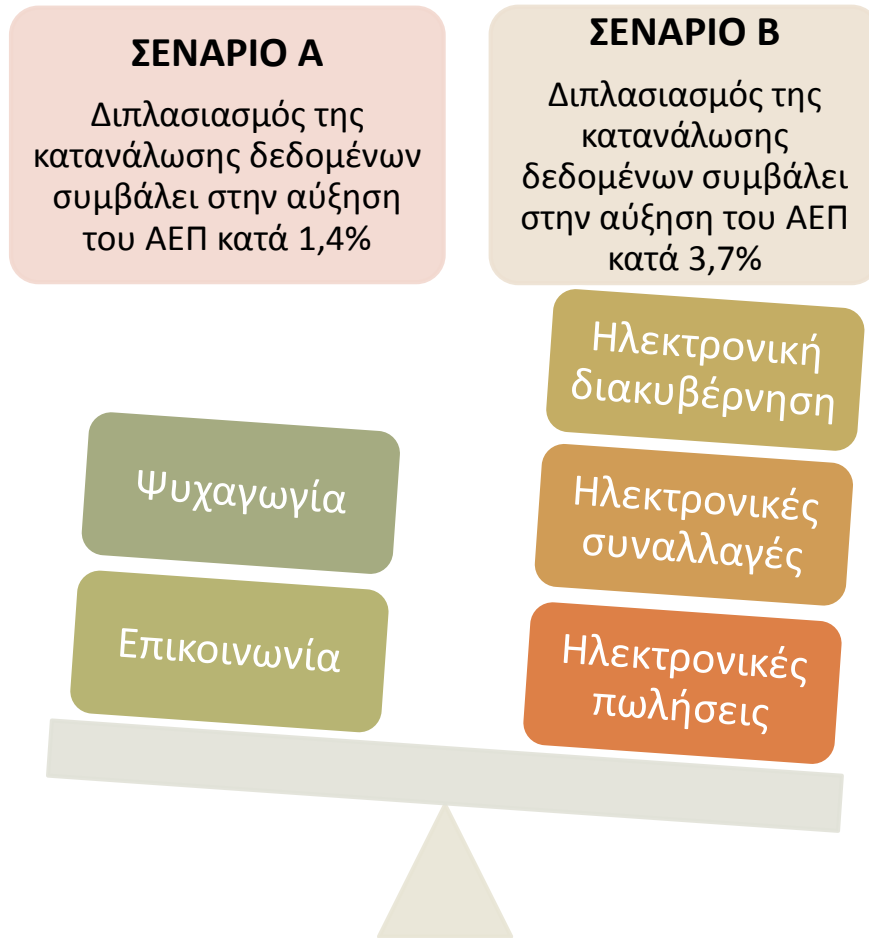 ΣΕΝΑΡΙΟ Α
Διπλασιασμός της
κατανάλωσης δεδομένων
συμβάλει στην αύξηση
του ΑΕΠ κατά 1,4%
ΣΕΝΑΡΙΟ Β
Διπλασιασμός της
κατανάλωσης
δεδομένων συμβάλει
στην αύξηση του ΑΕΠ
κατά 3,7%
Ψυχαγωγία
Επικοινωνία
Ηλεκτρονική
διακυβέρνηση
Ηλεκτρονικές
συναλλαγές
Ηλεκτρονικές
πωλήσεις